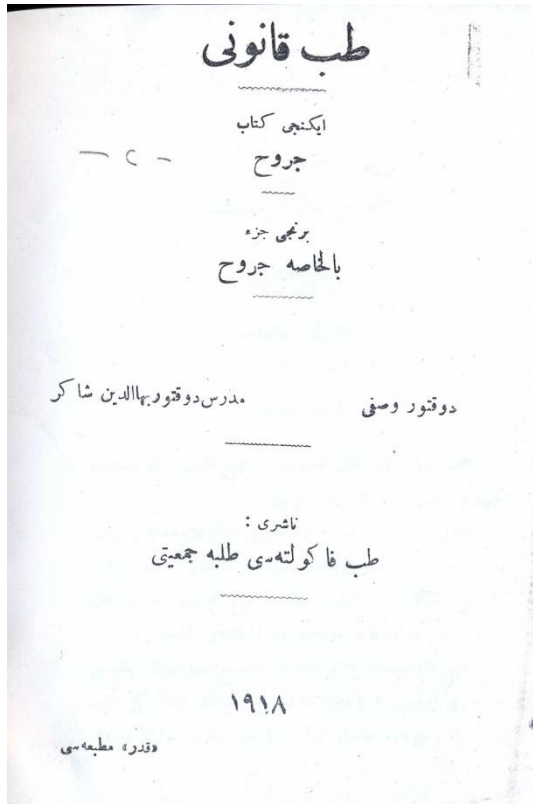 طب قانونی
ایکنجی کتاب
جروح
برنجی جزء
بالخاصه جروح
دوقتور وصفی
مدرس دوقتور بهاالدین شاکر
ناشری :
طب فاکولته‌سی طلبه جمعیتی
۱۹۱۸
«قدر» مطبعه‌سی